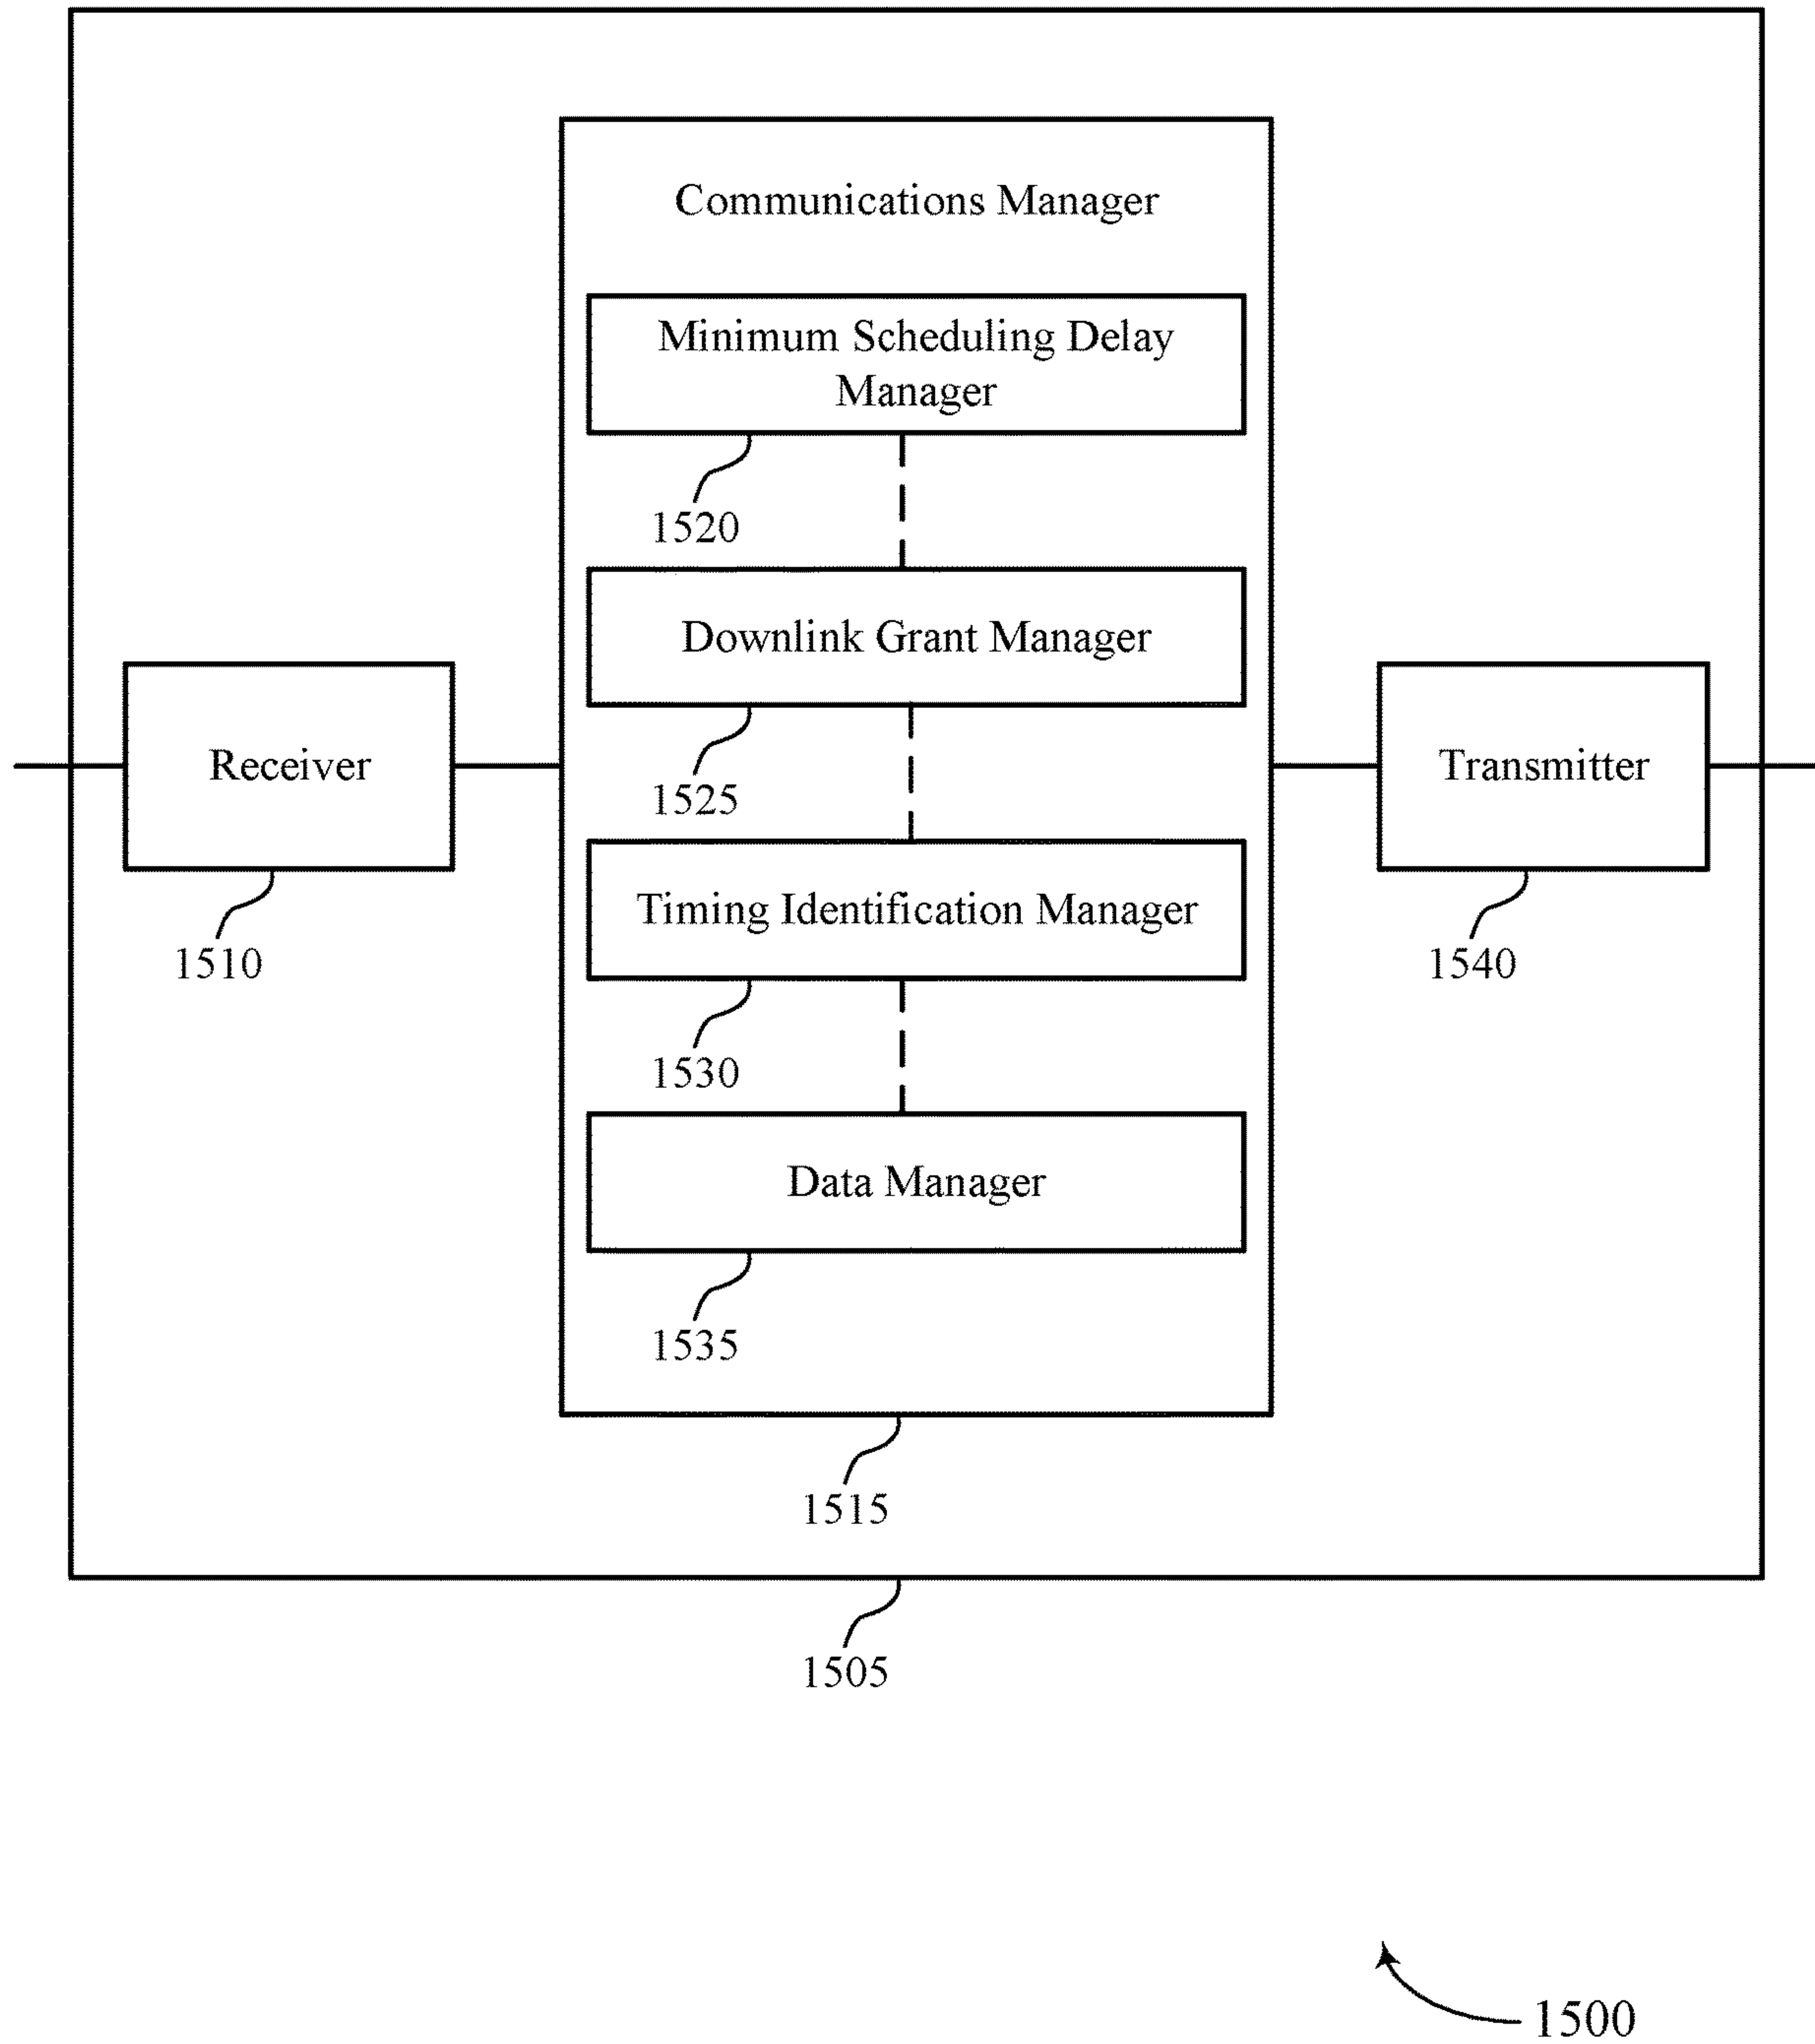 Communications Manager
Minimum Scheduling Delay
Manager
1520
Downlink Grant Manager
1525
Receiver
1510
Timing Identification Manager
1530
Transmitter
1540
Data Manager
1535
1515
1505
1500